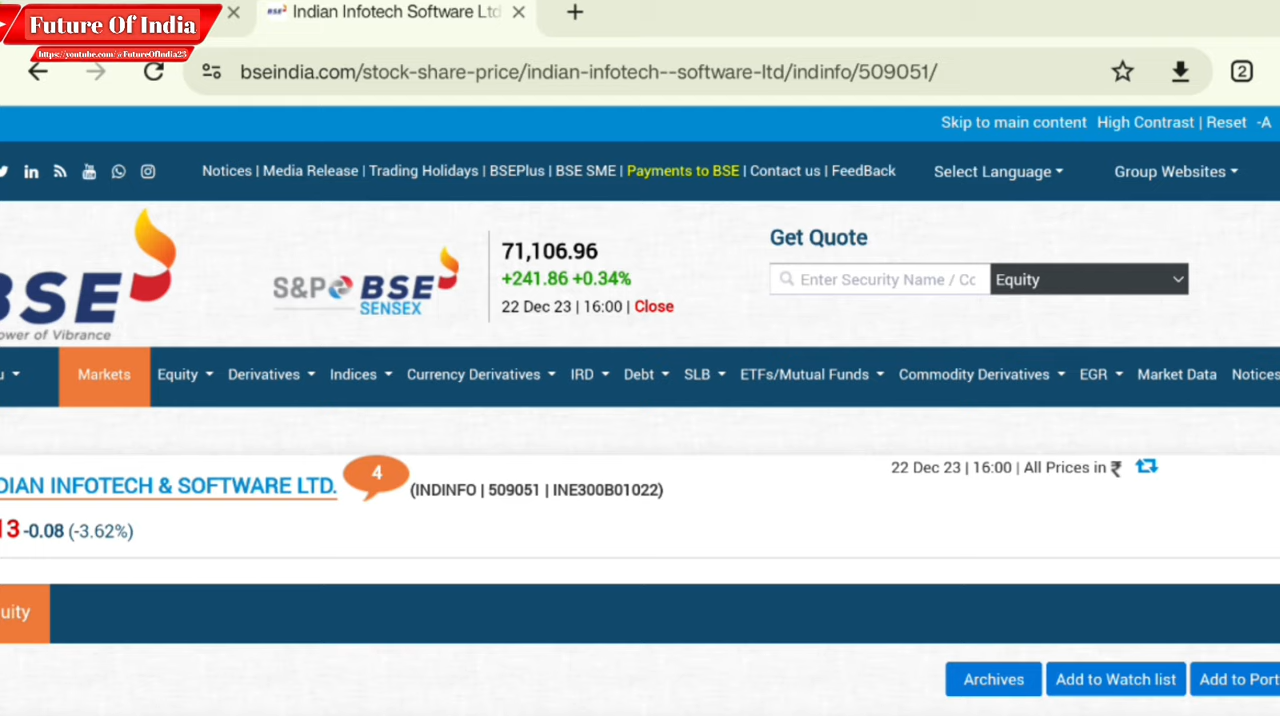 Future Of India
https://youtube.com/@FutureOfIndia23
Indian Infotech Software Ltd
bseindia.com/stock-share-price/indian-infotech--software-ltd/indinfo/509051/
2
Skip to main content High Contrast | Reset -A
Notices | Media Release | Trading Holidays | BSEPlus | BSE SME | Payments to BSE | Contact us | FeedBack
Select Language
Group Websites
BSE
Power of Vibrance
S&P BSE
SENSEX
71,106.96
+241.86 +0.34%
22 Dec 23 | 16:00 | Close
Get Quote
Enter Security Name / Cc
Equity
Markets Equity Derivatives Indices Currency Derivatives IRD Debt SLB ETFs/Mutual Funds Commodity Derivatives EGR Market Data Notices
DIAN INFOTECH & SOFTWARE LTD.
4
(INDINFO | 509051 | INE300B01022)
22 Dec 23 | 16:00 | All Prices in ₹
13 -0.08 (-3.62%)
uity
Archives
Add to Watch list
Add to Port